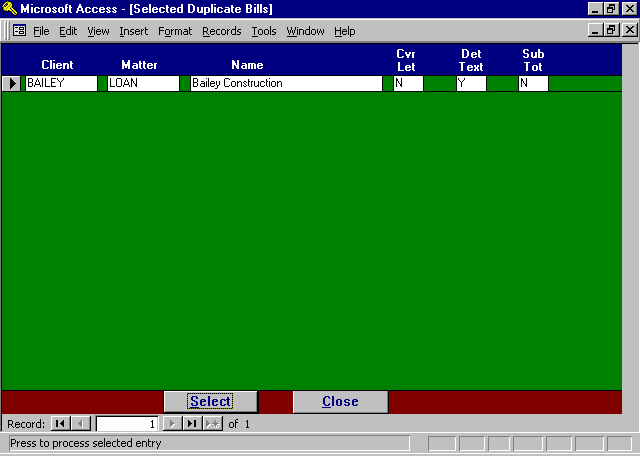 Microsoft Access - [Selected Duplicate Bills]
File Edit View Insert Format Records Tools Window Help
Client Matter Name Cvr Let Det Text Sub Tot
BAILEY LOAN Bailey Construction N Y N
Select Close
Record: 1 of 1
Press to process selected entry